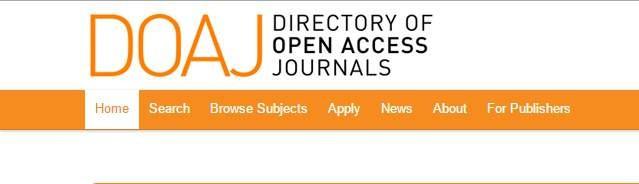 DOAJ
DIRECTORY OF
OPEN ACCESS
JOURNALS
Home Search Browse Subjects Apply News About For Publishers